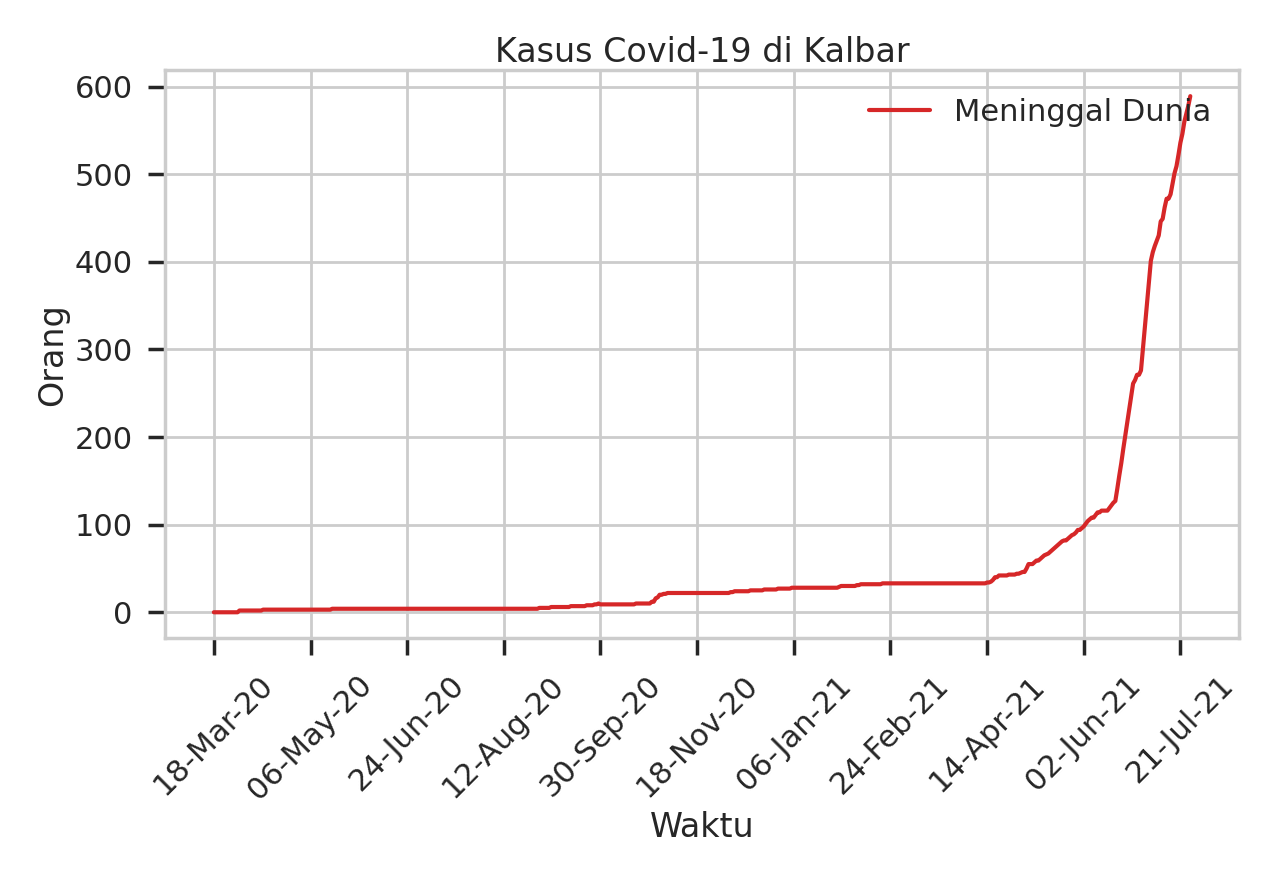 Kasus Covid-19 di Kalbar
Meninggal Dunia
Orang
600
500
400
300
200
100
0
18-Mar-20
06-May-20
24-Jun-20
12-Aug-20
30-Sep-20
18-Nov-20
06-Jan-21
24-Feb-21
14-Apr-21
02-Jun-21
21-Jul-21
Waktu